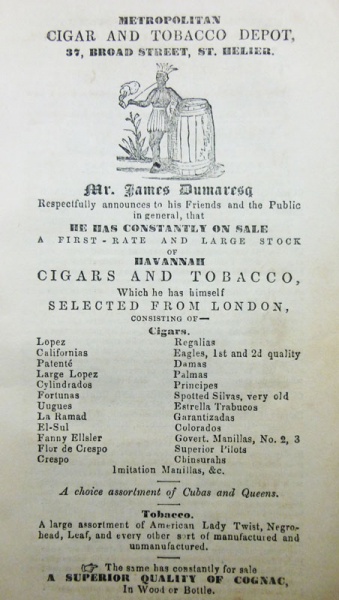 METROPOLITAN
CIGAR AND TOBACCO DEPOT,
37, BROAD STREET, ST. HELIER.
Mr. James Dumaresq
Respectfully announces to his Friends and the Public
in general, that
HE HAS CONSTANTLY ON SALE
A FIRST-RATE AND LARGE STOCK
OF
HAVANNAH
CIGARS AND TOBACCO,
Which he has himself
SELECTED FROM LONDON,
CONSISTING OF—
Cigars.
Lopez Regalias
Californias Eagles, 1st and 2d quality
Patenté Damas
Large Lopez Palmas
Cylindrados Principes
Fortunas Spotted Silvas, very old
Uugues Estrella Trabucos
La Ramad Garantizadas
El-Sul Colorados
Fanny Ellsler Govert. Manillas, No. 2, 3
Flor de Crespo Superior Pilots
Crespo Chinsurahs
Imitation Manillas, &c.
A choice assortment of Cubas and Queens.
Tobacco.
A large assortment of American Lady Twist, Negro-
head, Leaf, and every other sort of manufactured and
unmanufactured.
☞ The same has constantly for sale
A SUPERIOR QUALITY OF COGNAC,
In Wood or Bottle.